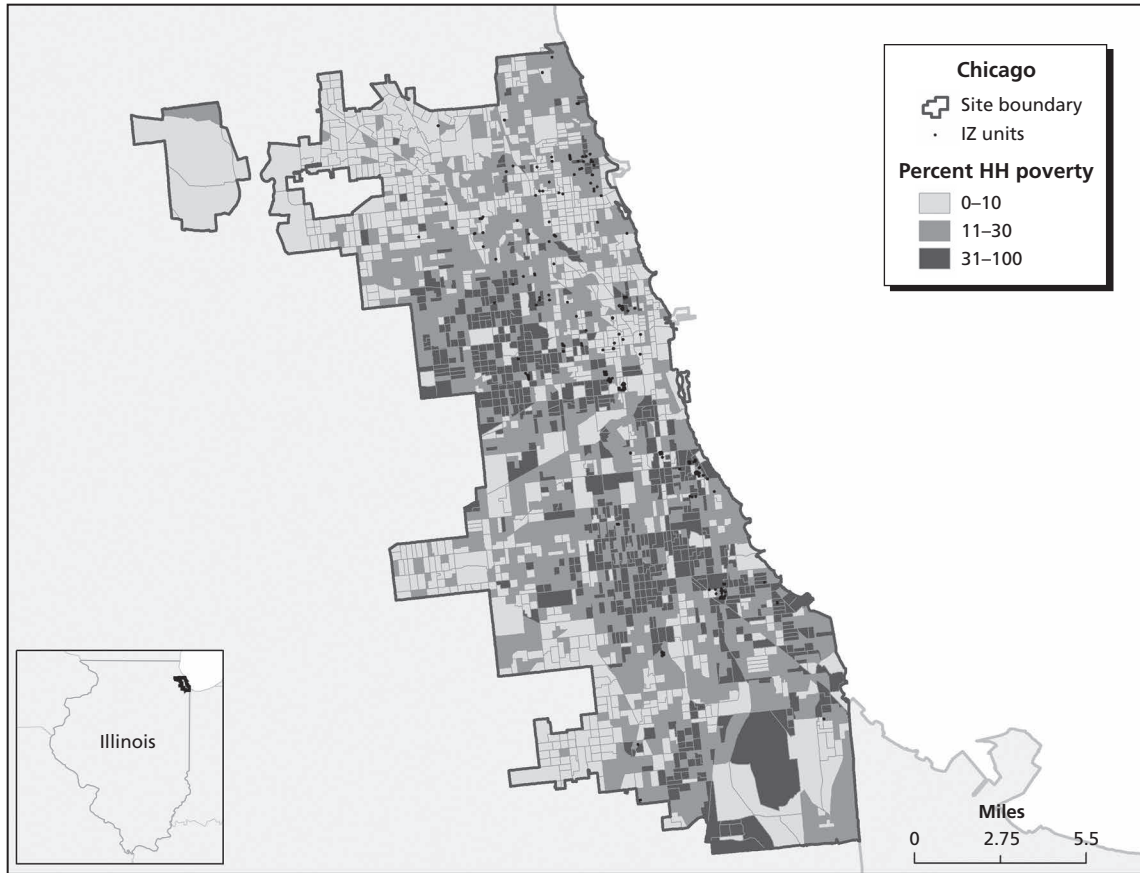 Chicago
Site boundary
IZ units
Percent HH poverty
0–10
11–30
31–100
Illinois
Miles
0 2.75 5.5